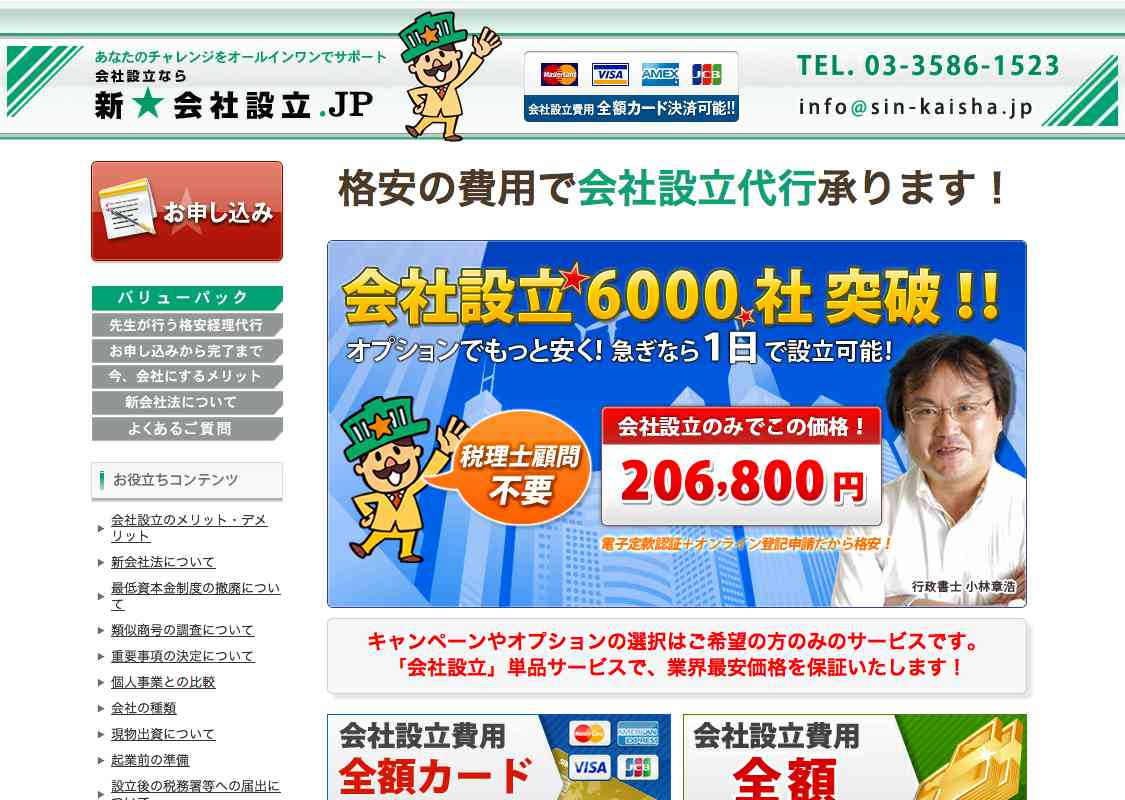 あなたのチャレンジをオールインワンでサポート
会社設立なら
新★会社設立.JP
MasterCard
VISA
AMEX
JCB
会社設立費用 全額カード決済可能!!
TEL. 03-3586-1523
info@sin-kaisha.jp
お申し込み
バリューパック
先生が行う格安経理代行
お申し込みから完了まで
今、会社にするメリット
新会社法について
よくあるご質問
お役立ちコンテンツ
会社設立のメリット・デメ
リット
新会社法について
最低資本金制度の撤廃につい
て
類似商号の調査について
重要事項の決定について
個人事業との比較
会社の種類
現物出資について
起業前の準備
設立後の税務署等への届出に
ついて
格安の費用で会社設立代行承ります！
会社設立6000社 突破!!
オプションでもっと安く! 急ぎなら1日で設立可能!
税理士顧問
不要
会社設立のみでこの価格！
206,800円
電子定款認証＋オンライン登記申請だから格安！
行政書士 小林章浩
キャンペーンやオプションの選択はご希望の方のみのサービスです。
「会社設立」単品サービスで、業界最安価格を保証いたします！
会社設立費用
全額カード
MasterCard
AMERICAN EXPRESS
VISA
JCB
会社設立費用
全額